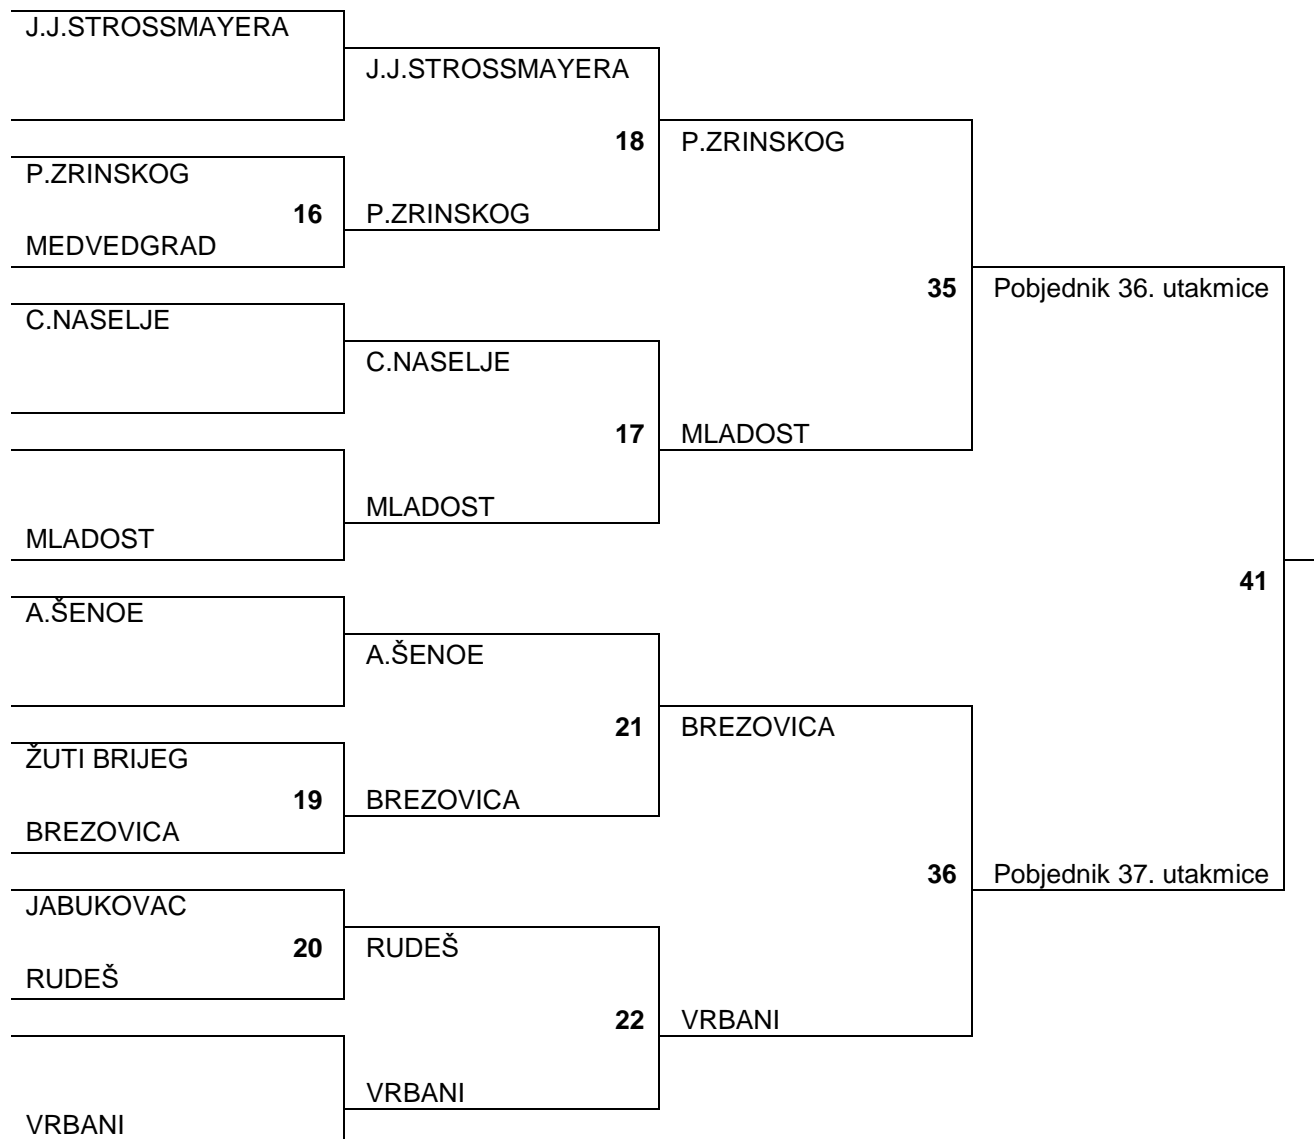 J.J.STROSSMAYERA
J.J.STROSSMAYERA
18 P.ZRINSKOG
P.ZRINSKOG
16 P.ZRINSKOG
MEDVEDGRAD
35 Pobjednik 36. utakmice
C.NASELJE
C.NASELJE
17 MLADOST
MLADOST
MLADOST
41
A.ŠENOE
A.ŠENOE
21 BREZOVICA
ŽUTI BRIJEG
19 BREZOVICA
BREZOVICA
36 Pobjednik 37. utakmice
JABUKOVAC
20 RUDEŠ
RUDEŠ
22 VRBANI
VRBANI
VRBANI